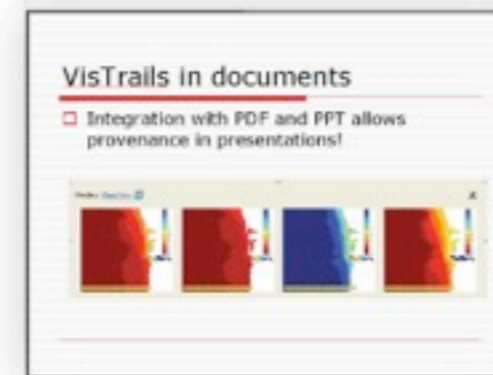 VisTrails in documents
Integration with PDF and PPT allows
provenance in presentations!